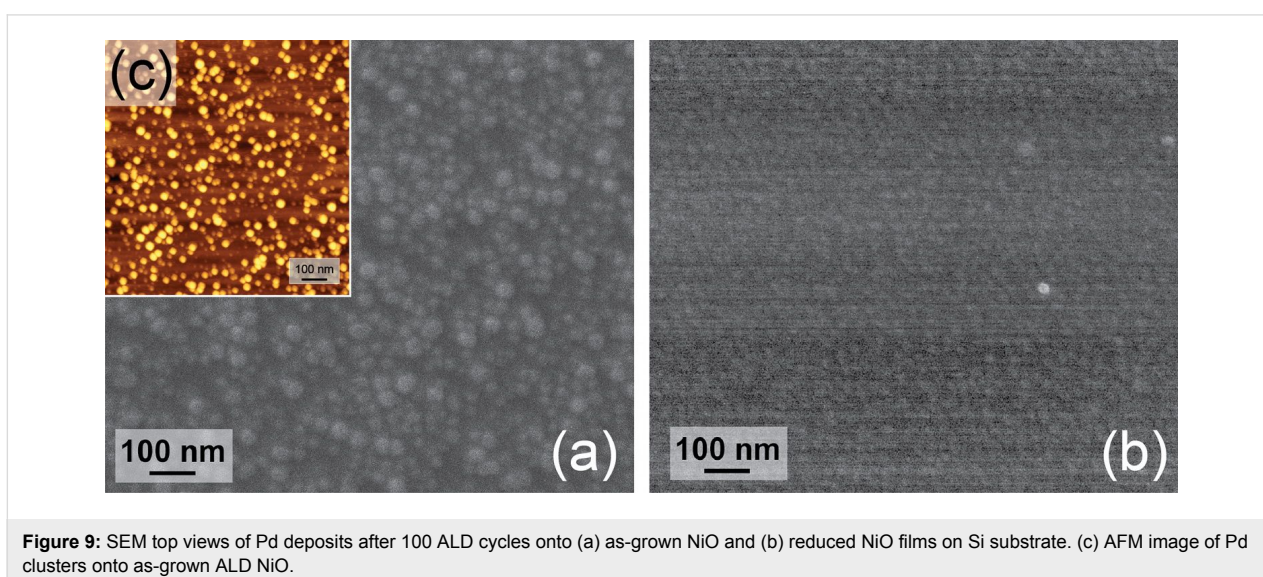 (c)
100 nm
100 nm
(a)
100 nm
(b)
Figure 9: SEM top views of Pd deposits after 100 ALD cycles onto (a) as-grown NiO and (b) reduced NiO films on Si substrate. (c) AFM image of Pd
clusters onto as-grown ALD NiO.